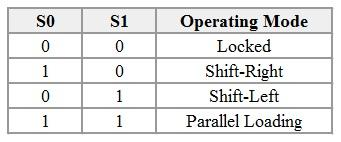 S0 S1 Operating Mode
0 0 Locked
1 0 Shift-Right
0 1 Shift-Left
1 1 Parallel Loading